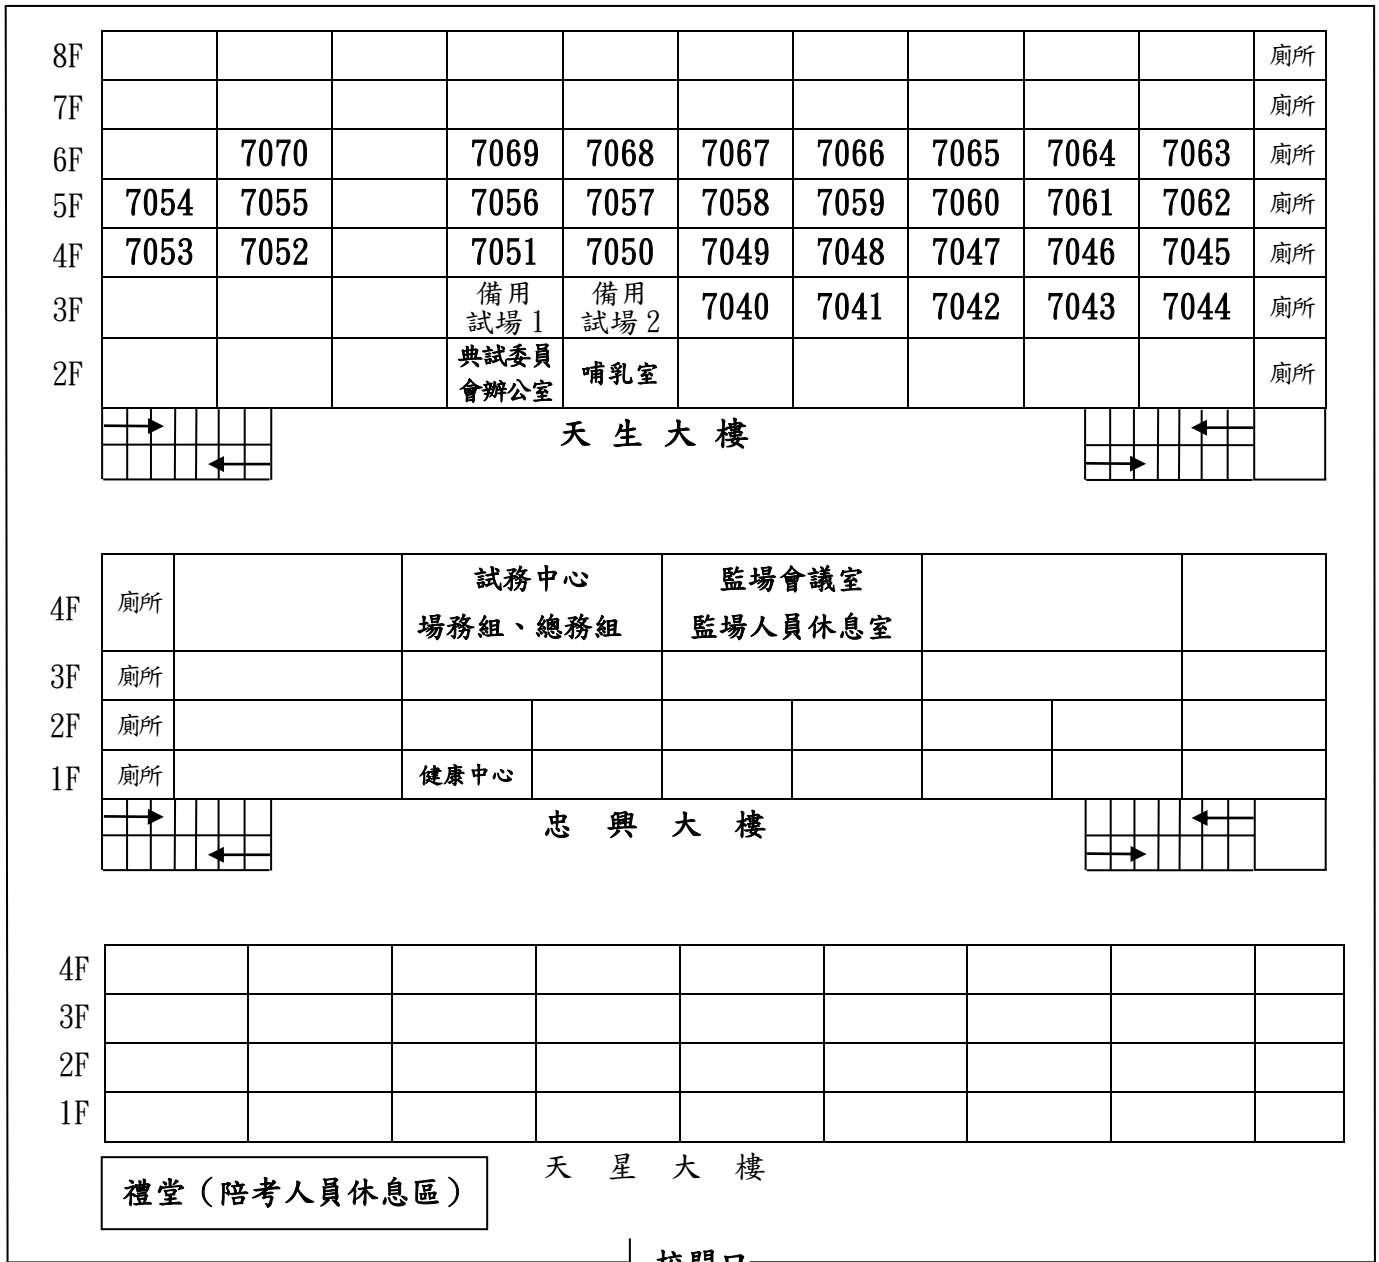 8F 廁所
7F 廁所
6F 7070 7069 7068 7067 7066 7065 7064 7063 廁所
5F 7054 7055 7056 7057 7058 7059 7060 7061 7062 廁所
4F 7053 7052 7051 7050 7049 7048 7047 7046 7045 廁所
3F 備用試場1 備用試場2 7040 7041 7042 7043 7044 廁所
2F 典試委員會辦公室 哺乳室 廁所
天生大樓
4F 廁所 試務中心 監場會議室
場務組、總務組 監場人員休息室
3F 廁所
2F 廁所
1F 廁所 健康中心
忠興大樓
4F
3F
2F
1F
天星大樓
禮堂(陪考人員休息區)